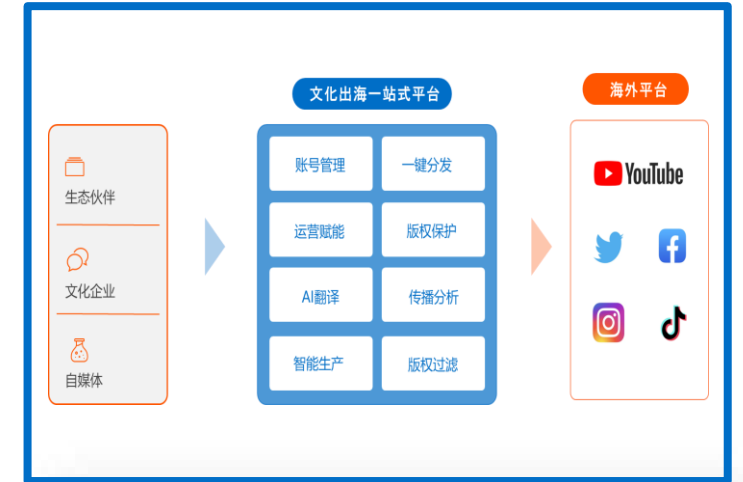 文化出海一站式平台
海外平台
生态伙伴
文化企业
自媒体
账号管理
一键分发
运营赋能
版权保护
AI翻译
传播分析
智能生产
版权过滤
YouTube